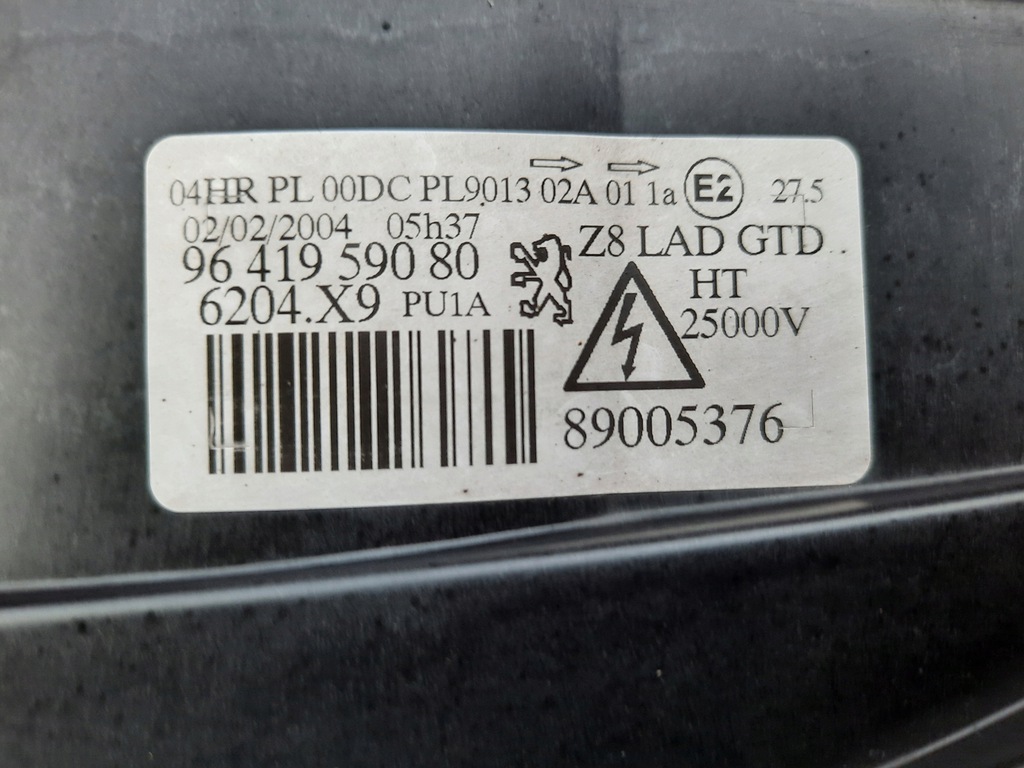 04HR PL 00DC PL9013 02A 01 1a E2 27.5
02/02/2004 05h37
96 419 590 80
6204.X9 PU1A
Z8 LAD GTD
HT
25000V
89005376